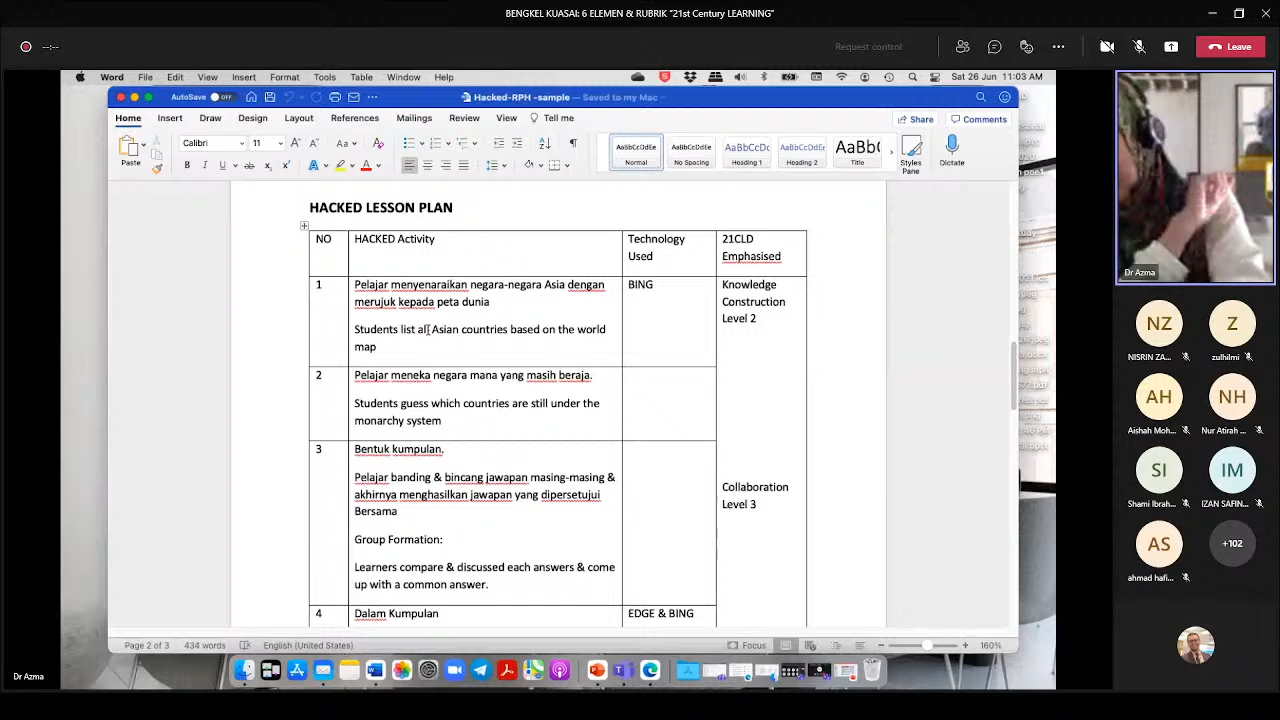 BENGKEL KUASAI: 6 ELEMEN & RUBRIK "21st Century LEARNING"
--:-- Request control Leave
Word File Edit View Insert Format Tools Table Window Help Sat 26 Jun 11:03 AM
AutoSave OFF Hacked-RPH -sample — Saved to my Mac
Home Insert Draw Design Layout References Mailings Review View Tell me Share Comments
Paste Calibri 11 AaBbCcDdEe Normal AaBbCcDdEe No Spacing Heading 1 Heading 2 Title Styles Pane Dictate
HACKED LESSON PLAN
NO HACKED Activity Technology Used 21CLD Emphasised
1 Pelajar menyenaraikan negara-negara Asia dengan
merujuk kepada peta dunia
BING
Knowledge
Construction
Level 2
Students list all Asian countries based on the world
map
2 Pelajar meneka negara mana yang masih beraja.
Students guess which countries are still under the
monarchy system
3 Bentuk kumpulan.
Pelajar banding & bincang jawapan masing-masing &
akhirnya menghasilkan jawapan yang dipersetujui
Bersama
Collaboration
Level 3
Group Formation:
Learners compare & discussed each answers & come
up with a common answer.
4 Dalam Kumpulan EDGE & BING
Page 2 of 3 434 words English (United States) Focus 160%
Dr Azma
Dr Azma
NZ
NISRIN ZA...
Z
zulhilmi
AH
Aishah Moh...
NH
Nur Atirah ...
SI
Shami Ibrah...
IM
IZAN SAFIN...
AS
ahmad hafi...
+102